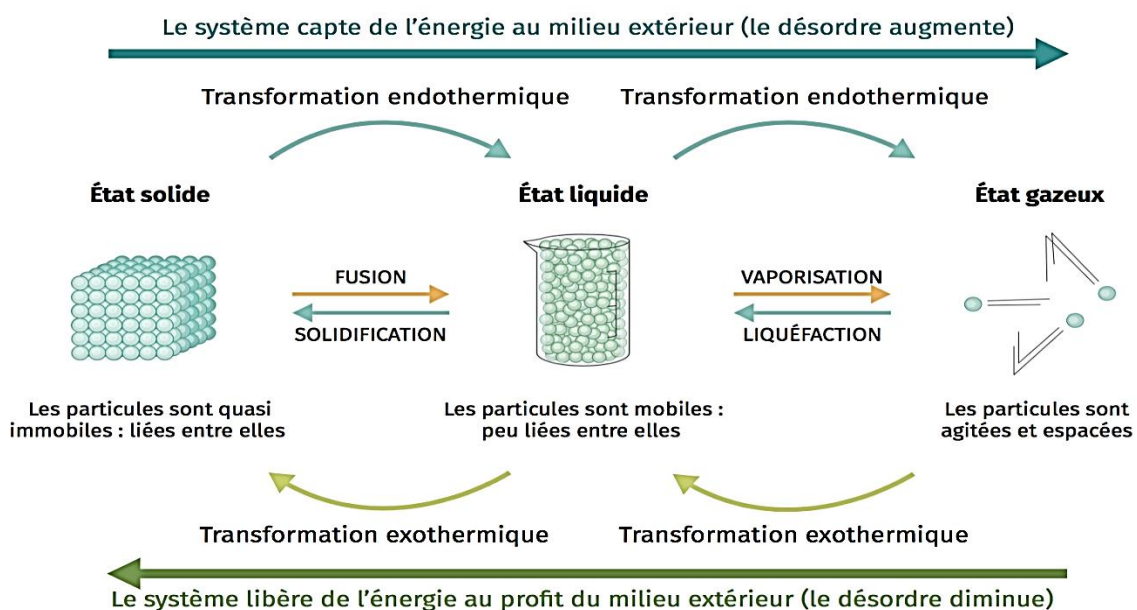 Le système capte de l'énergie au milieu extérieur (le désordre augmente)
Transformation endothermique
Transformation endothermique
État solide
État liquide
État gazeux
FUSION
SOLIDIFICATION
VAPORISATION
LIQUÉFACTION
Les particules sont quasi
immobiles : liées entre elles
Les particules sont mobiles :
peu liées entre elles
Les particules sont
agitées et espacées
Transformation exothermique
Transformation exothermique
Le système libère de l'énergie au profit du milieu extérieur (le désordre diminue)